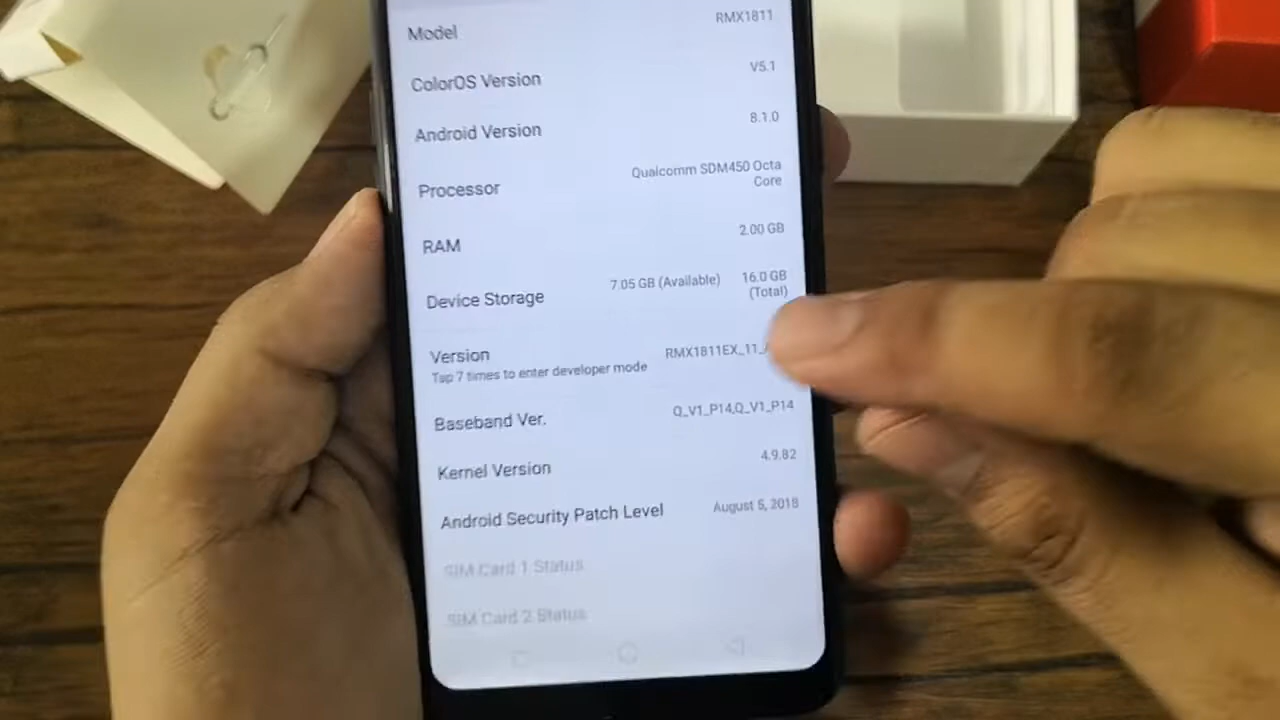 Model RMX1811
ColorOS Version V5.1
Android Version 8.1.0
Processor Qualcomm SDM450 Octa
Core
RAM 2.00 GB
Device Storage 7.05 GB (Available) 16.0 GB
(Total)
Version RMX1811EX_11_
Tap 7 times to enter developer mode
Baseband Ver. Q_V1_P14,Q_V1_P14
Kernel Version 4.9.82
Android Security Patch Level August 5, 2018
SIM Card 1 Status
SIM Card 2 Status